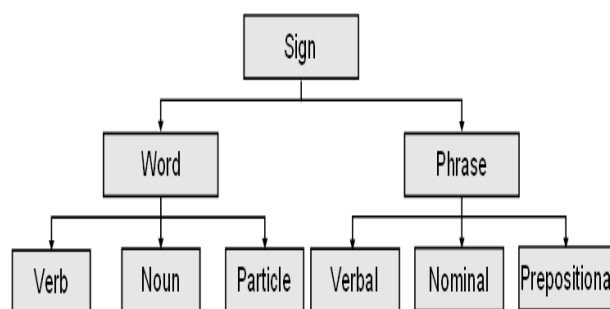 Sign
Word
Phrase
Verb
Noun
Particle
Verbal
Nominal
Prepositiona